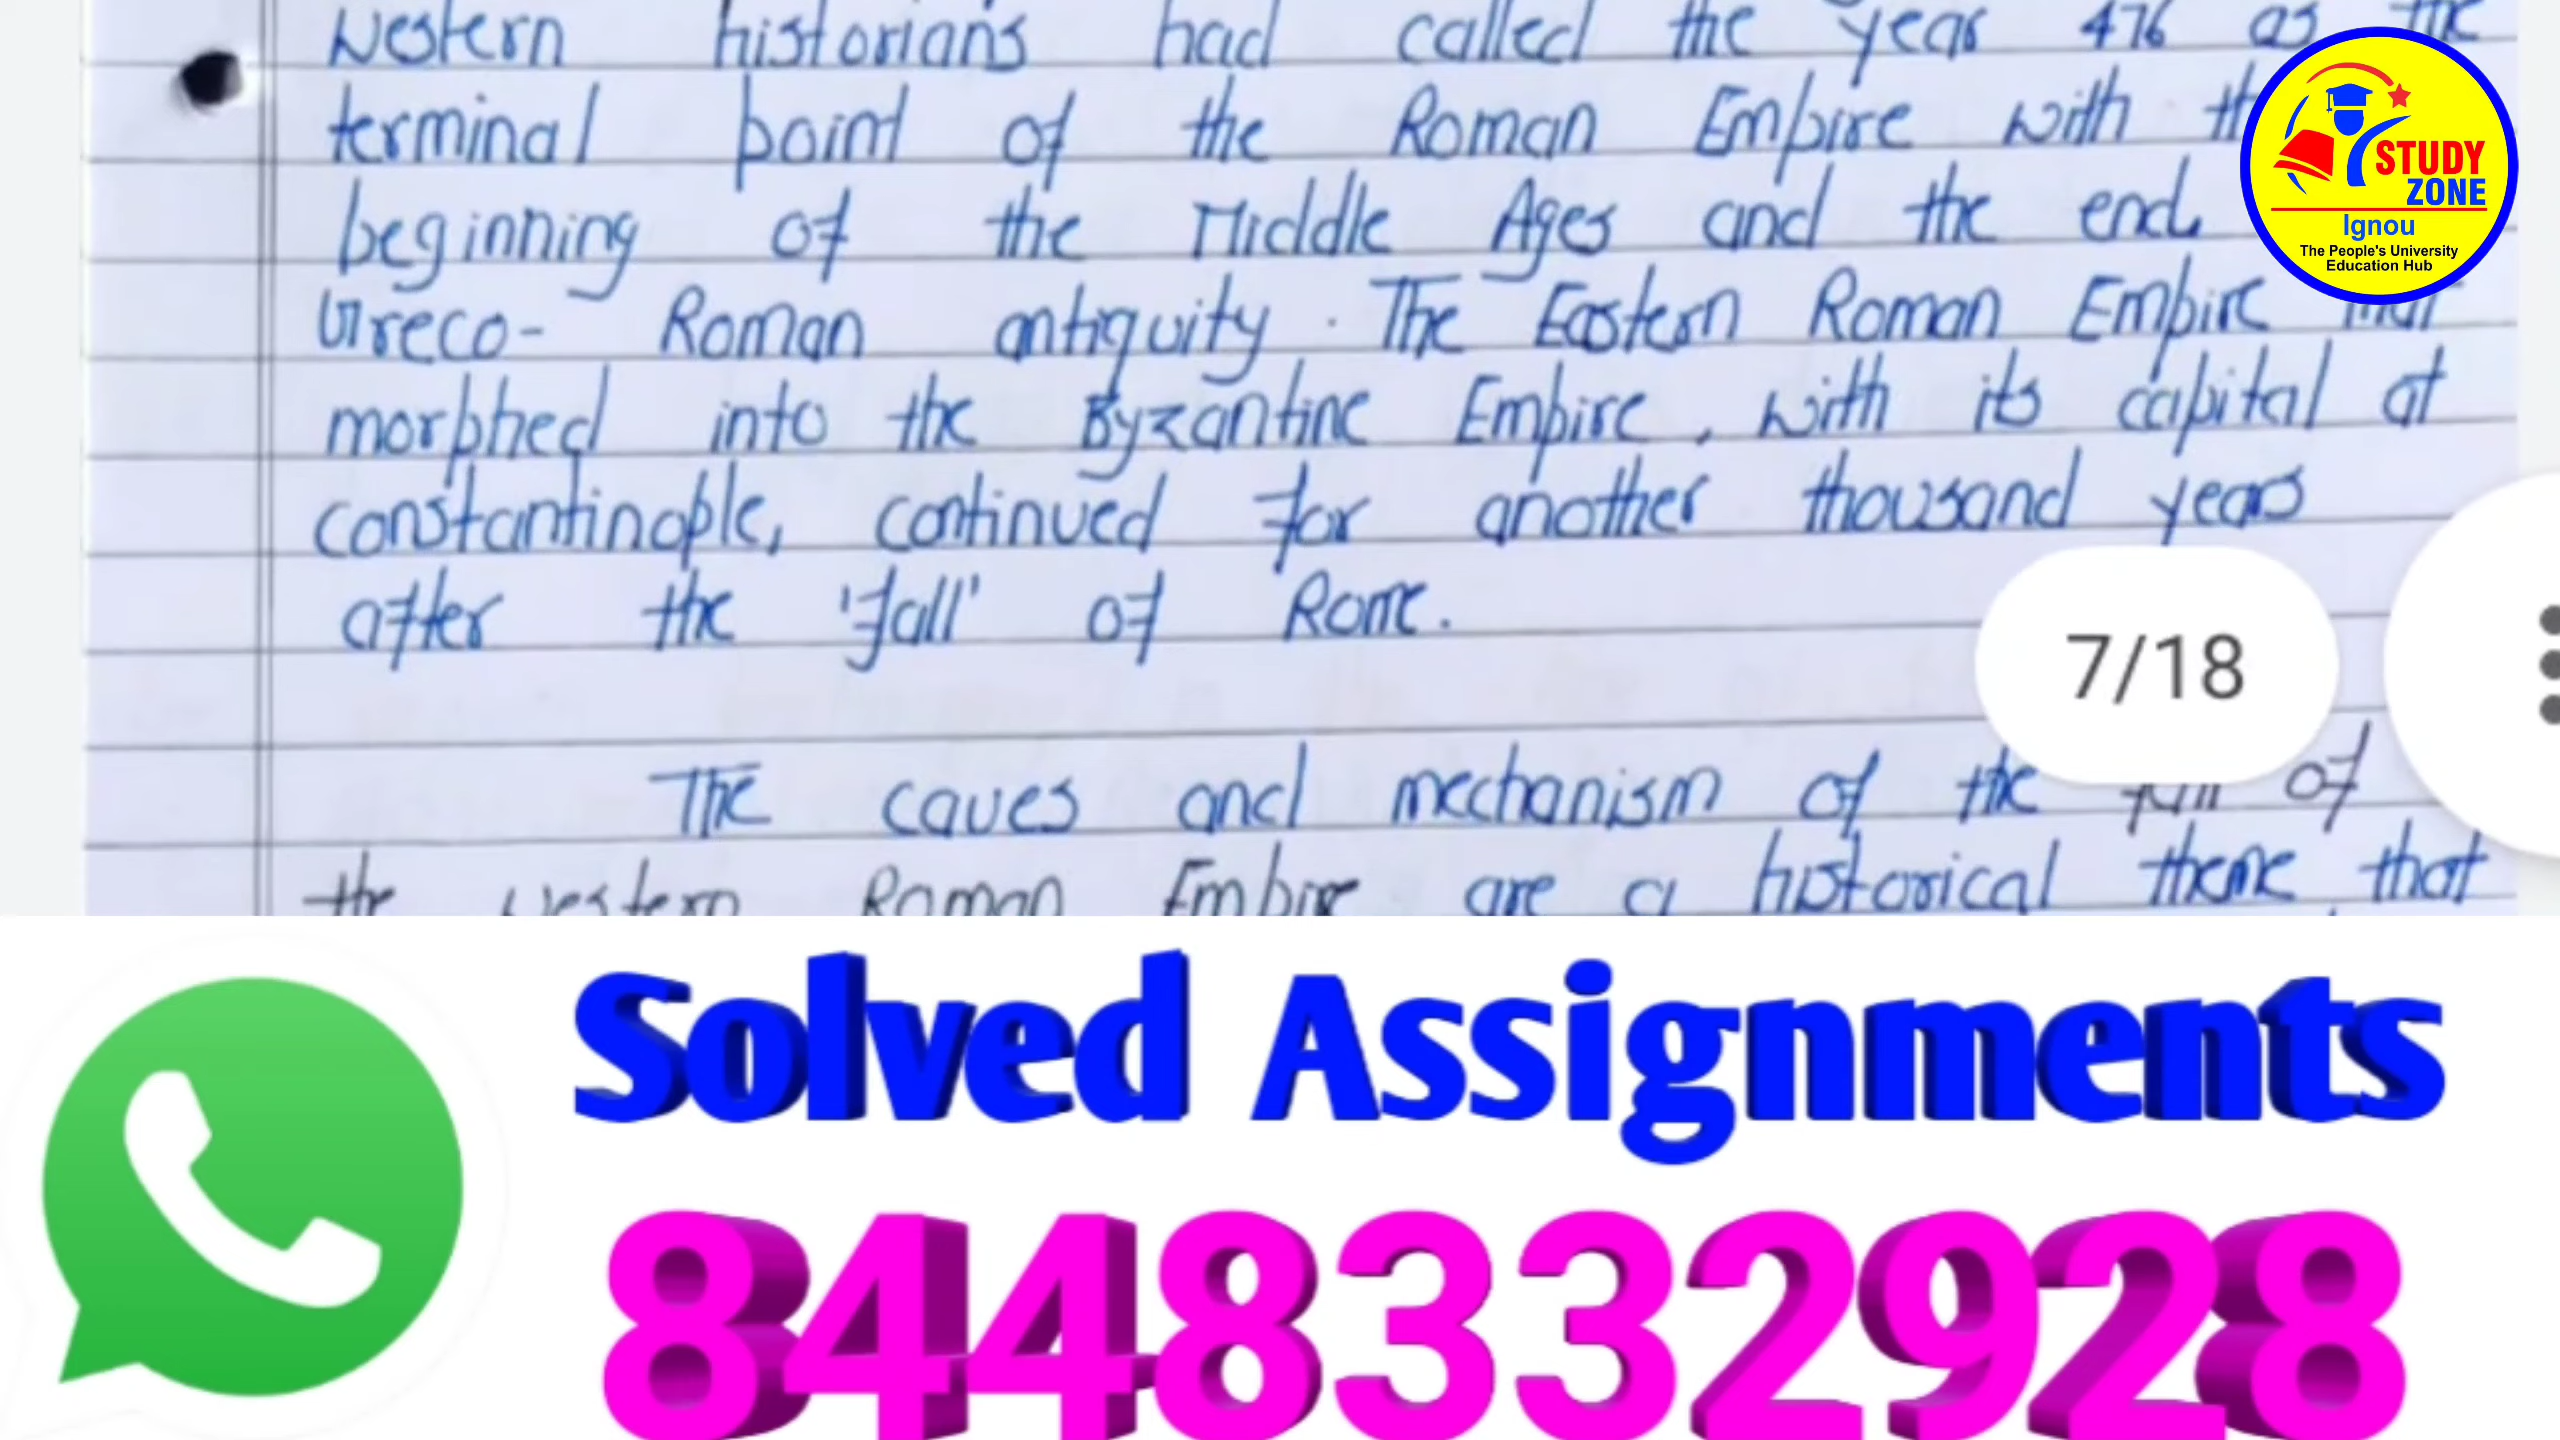 Western historians had called the year 476 as the
terminal point of the Roman Empire with
beginning of the Middle Ages and the end
Greco- Roman antiquity. The Eastern Roman Empire that
morphed into the Byzantine Empire, with its capital at
constantinople, continued for another thousand years
after the 'fall' of Rome.
The caues and mechanism of the fall of
the Western Roman Empire are a historical theme that
STUDY
ZONE
Ignou
The People's University
Education Hub
7/18
Solved Assignments
8448332928